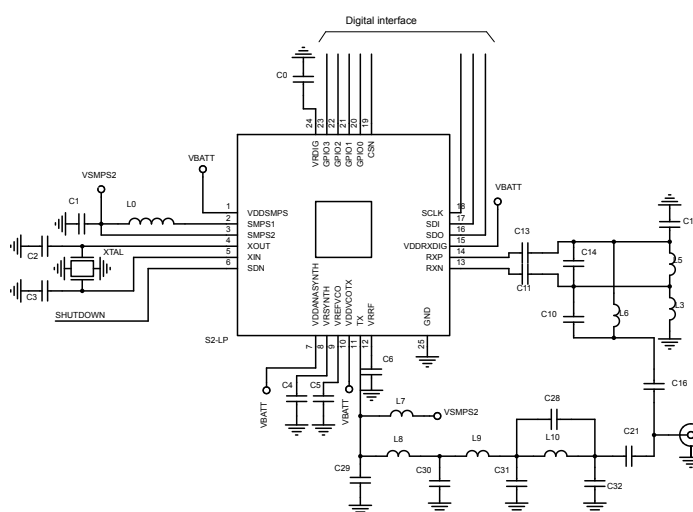 Digital interface
C0
24
23
22
21
20
19
VRDIG
GPIO3
GPIO2
GPIO1
GPIO0
CSN
VBATT
VSMPS2
C1
L0
1
2
3
4
5
6
VDDSMPS
SMPS1
SMPS2
XOUT
XIN
SDN
C2
XTAL
C3
SHUTDOWN
S2-LP
SCLK
SDI
SDO
VDDRXDIG
RXP
RXN
18
17
16
15
14
13
VBATT
C13
C14
C11
C10
L6
L5
L3
C1
C16
VDDANASYNTH
VRSYNTH
VREFVCO
VDDVCOTX
TX
VRRF
GND
7
8
9
10
11
12
25
VBATT
C4
C5
VBATT
C6
L7
VSMPS2
C28
L8
L9
L10
C21
C29
C30
C31
C32